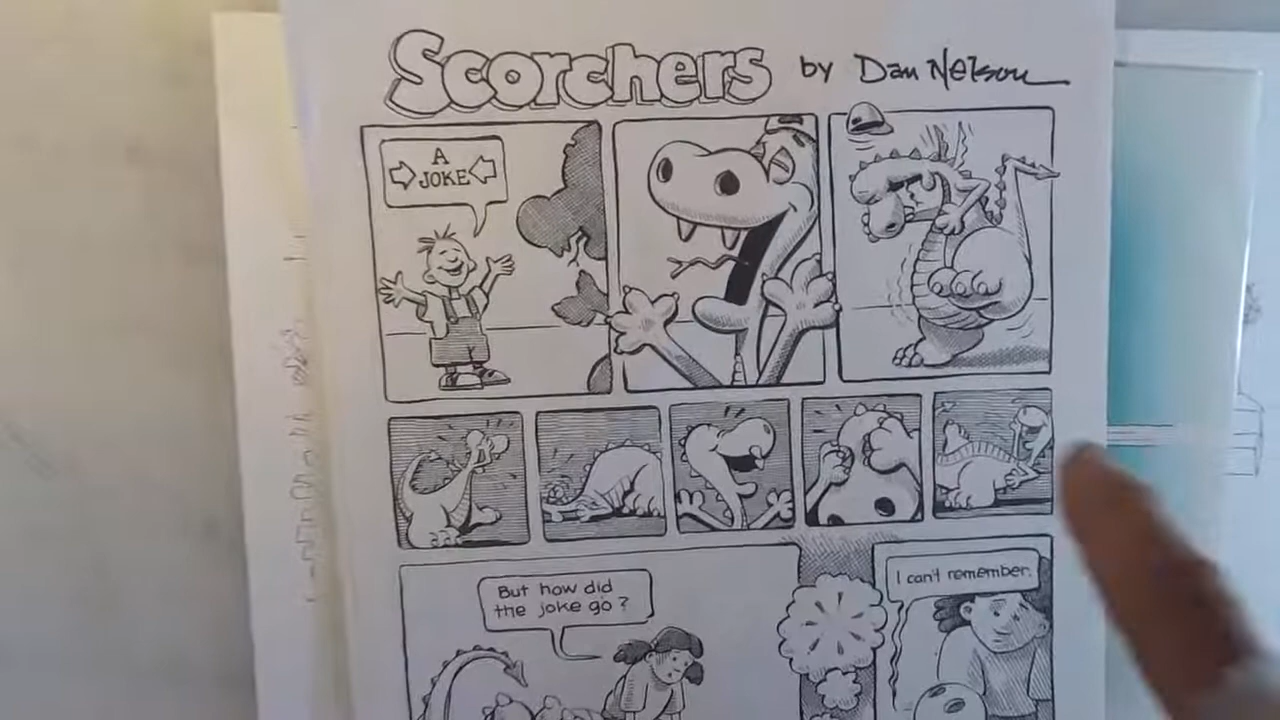 Scorchers by Dan Nelson
A
JOKE
But how did
the joke go?
I can't remember.